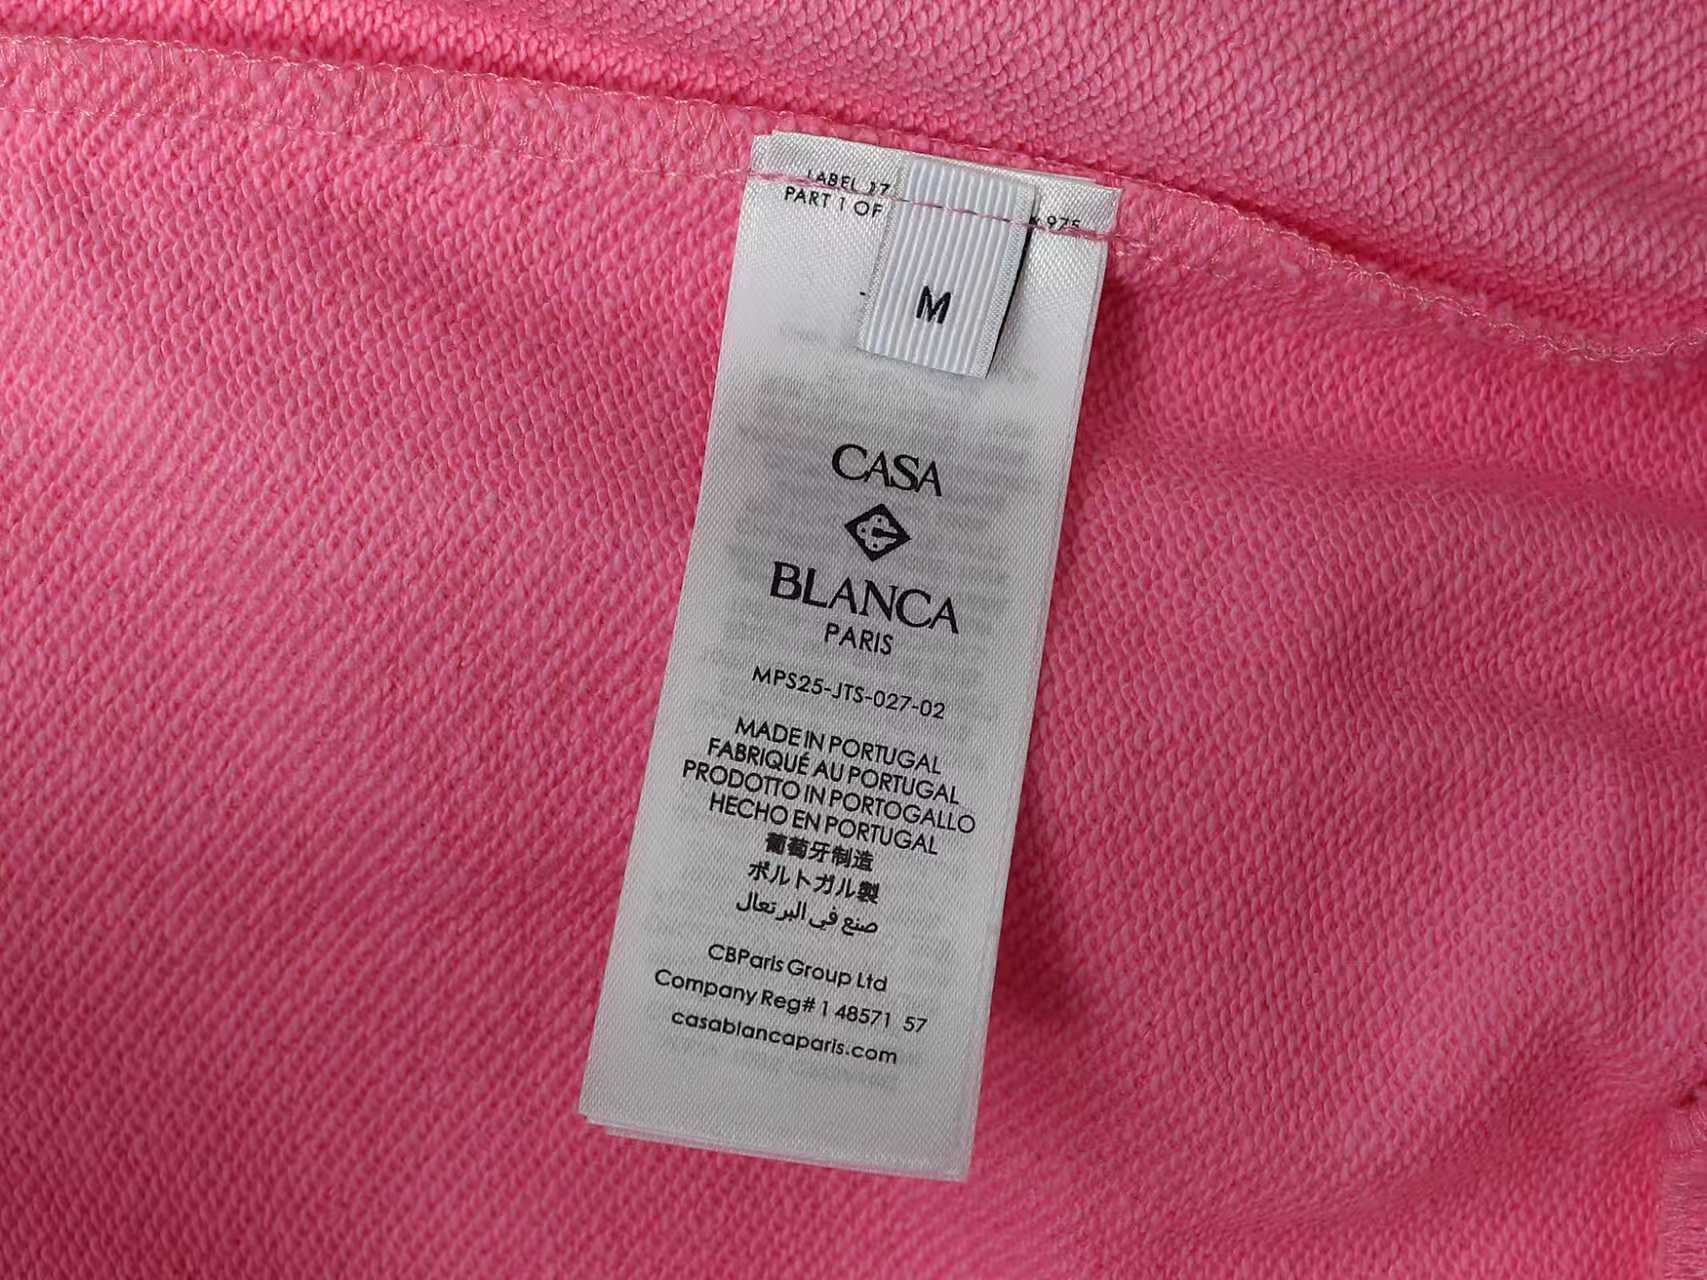 LABEL 17
PART 1 OF
975
M
CASA
BLANCA
PARIS
MPS25-JTS-027-02
MADE IN PORTUGAL
FABRIQUÉ AU PORTUGAL
PRODOTTO IN PORTOGALLO
HECHO EN PORTUGAL
葡萄牙制造
ポルトガル製
صنع في البرتغال
CBParis Group Ltd
Company Reg# 1 48571 57
casablancaparis.com